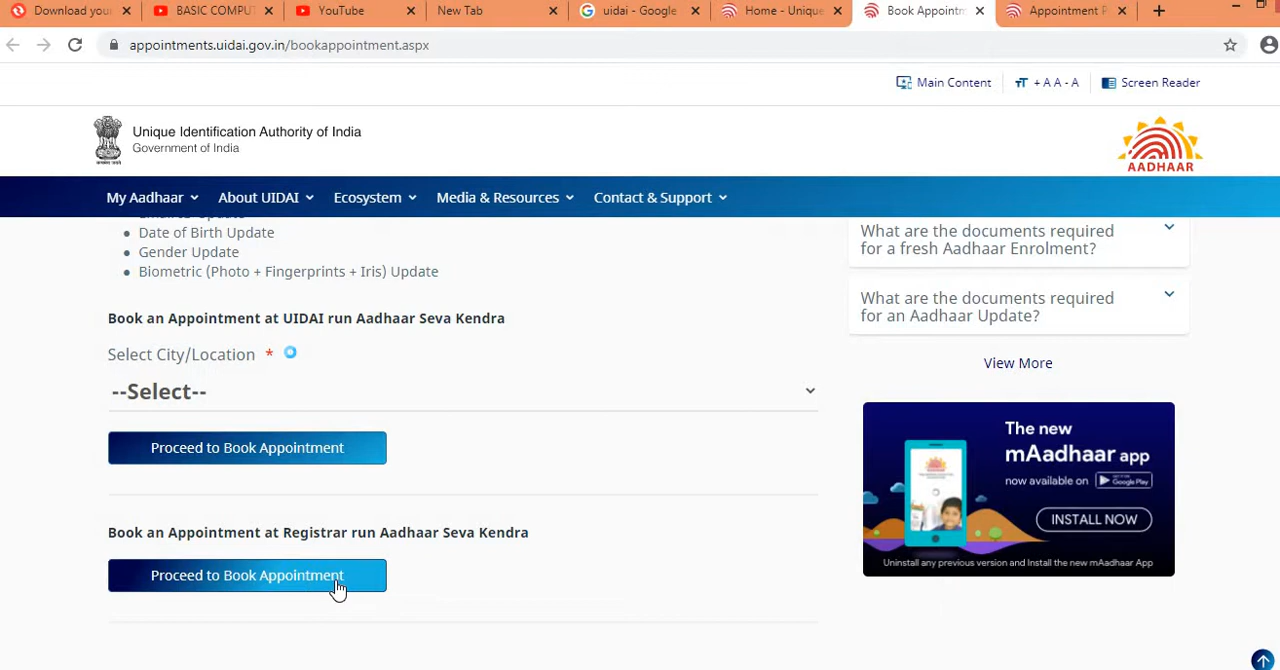 Download your
BASIC COMPU
YouTube
New Tab
uidai - Google
Home - Unique
Book Appointm
Appointment
appointments.uidai.gov.in/bookappointment.aspx
Main Content
+ A A - A
Screen Reader
Unique Identification Authority of India
Government of India
AADHAAR
My Aadhaar
About UIDAI
Ecosystem
Media & Resources
Contact & Support
Date of Birth Update
Gender Update
Biometric (Photo + Fingerprints + Iris) Update
Book an Appointment at UIDAI run Aadhaar Seva Kendra
Select City/Location *
--Select--
Proceed to Book Appointment
Book an Appointment at Registrar run Aadhaar Seva Kendra
Proceed to Book Appointment
What are the documents required
for a fresh Aadhaar Enrolment?
What are the documents required
for an Aadhaar Update?
View More
The new
mAadhaar app
now available on Google Play
INSTALL NOW
Uninstall any previous version and Install the new mAadhaar App